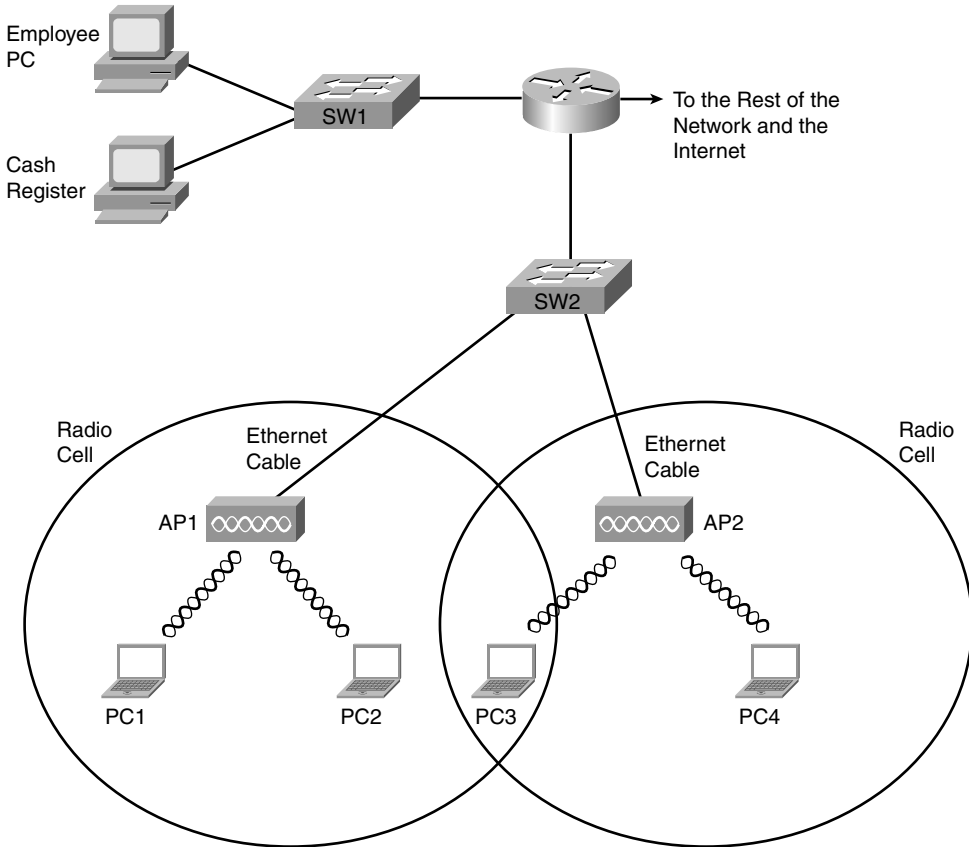 Employee
PC
SW1
To the Rest of the
Network and the
Internet
Cash
Register
SW2
Radio
Cell
Ethernet
Cable
Ethernet
Cable
Radio
Cell
AP1
AP2
PC1
PC2
PC3
PC4